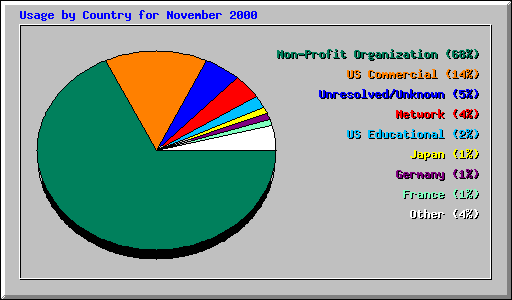 Usage by Country for November 2000
Non-Profit Organization (68%)
US Commercial (14%)
Unresolved/Unknown (5%)
Network (4%)
US Educational (2%)
Japan (1%)
Germany (1%)
France (1%)
Other (4%)